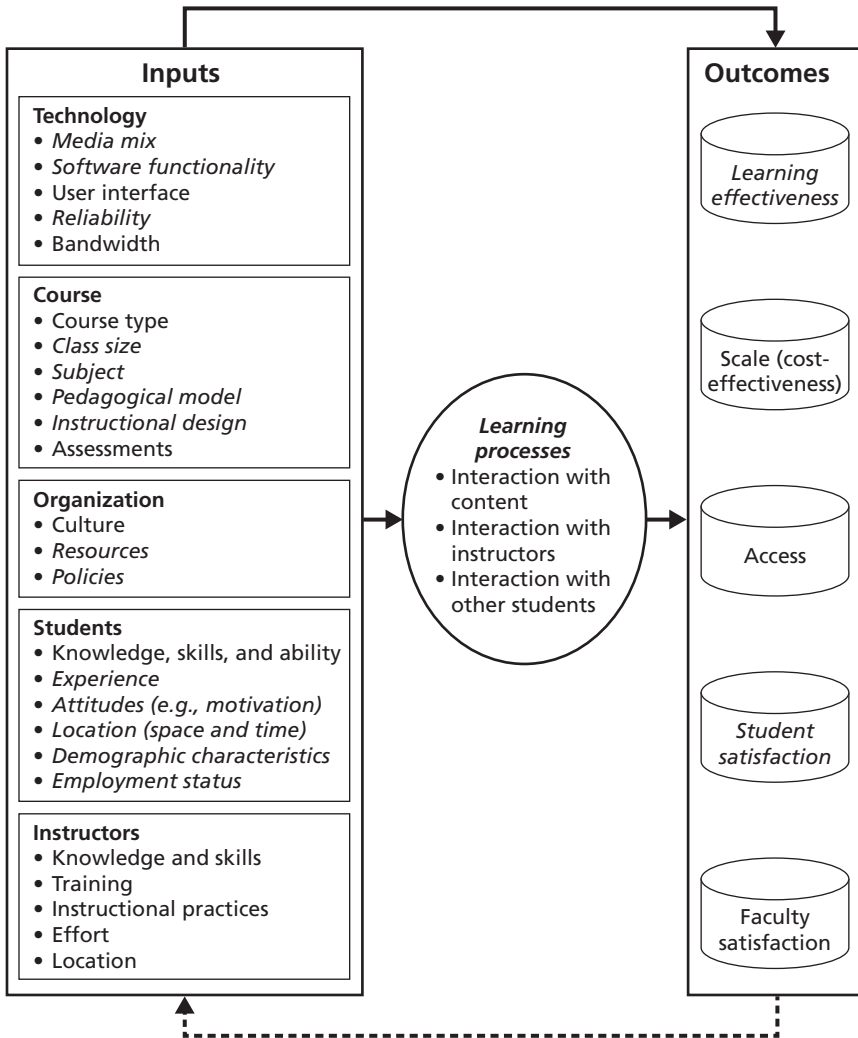 Inputs
Technology
• Media mix
• Software functionality
• User interface
• Reliability
• Bandwidth
Course
• Course type
• Class size
• Subject
• Pedagogical model
• Instructional design
• Assessments
Organization
• Culture
• Resources
• Policies
Students
• Knowledge, skills, and ability
• Experience
• Attitudes (e.g., motivation)
• Location (space and time)
• Demographic characteristics
• Employment status
Instructors
• Knowledge and skills
• Training
• Instructional practices
• Effort
• Location
Learning
processes
• Interaction with
content
• Interaction with
instructors
• Interaction with
other students
Outcomes
Learning
effectiveness
Scale (cost-
effectiveness)
Access
Student
satisfaction
Faculty
satisfaction